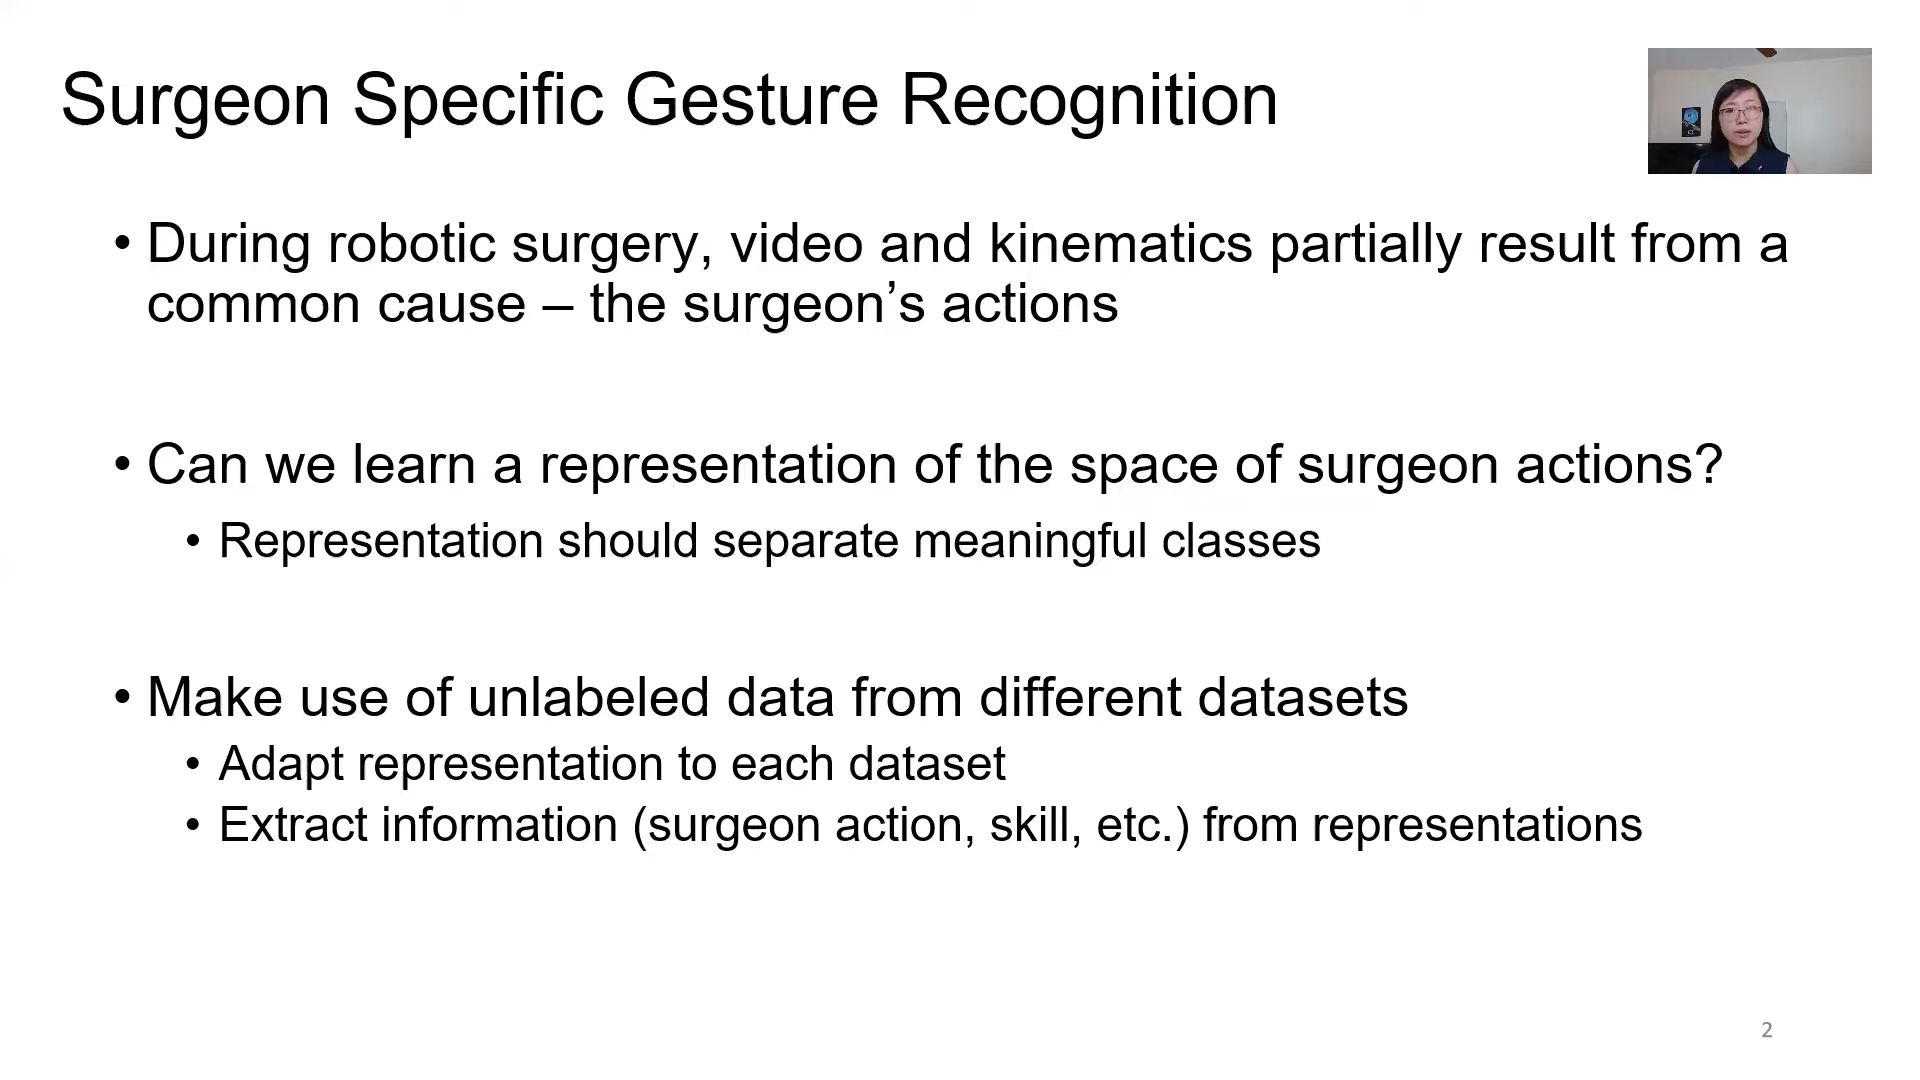 Surgeon Specific Gesture Recognition
• During robotic surgery, video and kinematics partially result from a
common cause – the surgeon’s actions
• Can we learn a representation of the space of surgeon actions?
• Representation should separate meaningful classes
• Make use of unlabeled data from different datasets
• Adapt representation to each dataset
• Extract information (surgeon action, skill, etc.) from representations
2